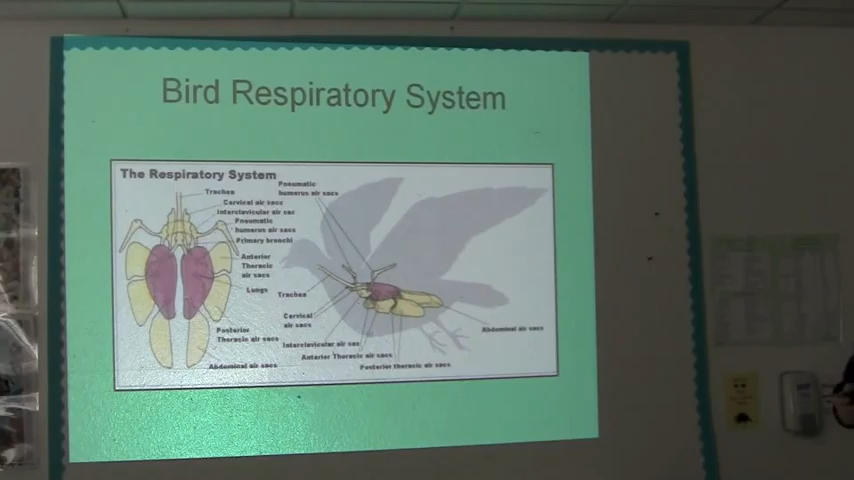 Bird Respiratory System
The Respiratory System
Trachea
Cervical air sacs
Interclavicular air sac
Pneumatic
humerus air sacs
Primary bronchi
Anterior
Thoracic
air sacs
Lungs
Posterior
Thoracic air sacs
Abdominal air sacs
Pneumatic
humerus air sacs
Trachea
Cervical
air sacs
Interclavicular air sac
Anterior Thoracic air sacs
Posterior thoracic air sacs
Abdominal air sacs